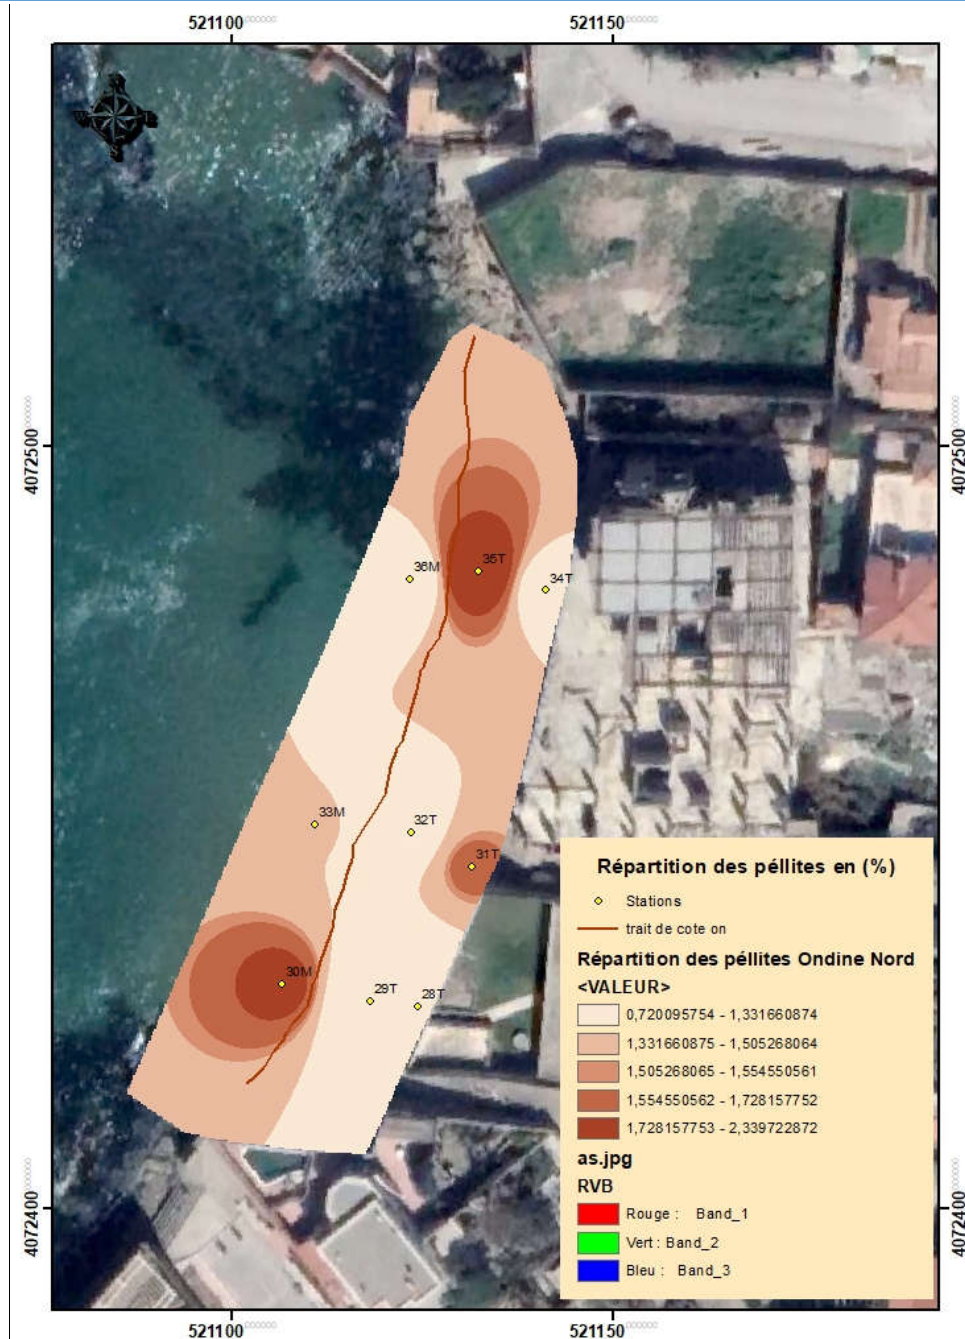 521100 521150
4072500 4072500
36M 35T 34T
33M 32T
31T
30M 29T 28T
Répartition des péllites en (%)
Stations
trait de cote on
Répartition des péllites Ondine Nord
<VALEUR>
0,720095754 - 1,331660874
1,331660875 - 1,505268064
1,505268065 - 1,554550561
1,554550562 - 1,728157752
1,728157753 - 2,339722872
as.jpg
RVB
Rouge : Band_1
Vert : Band_2
Bleu : Band_3
4072400 4072400
521100 521150